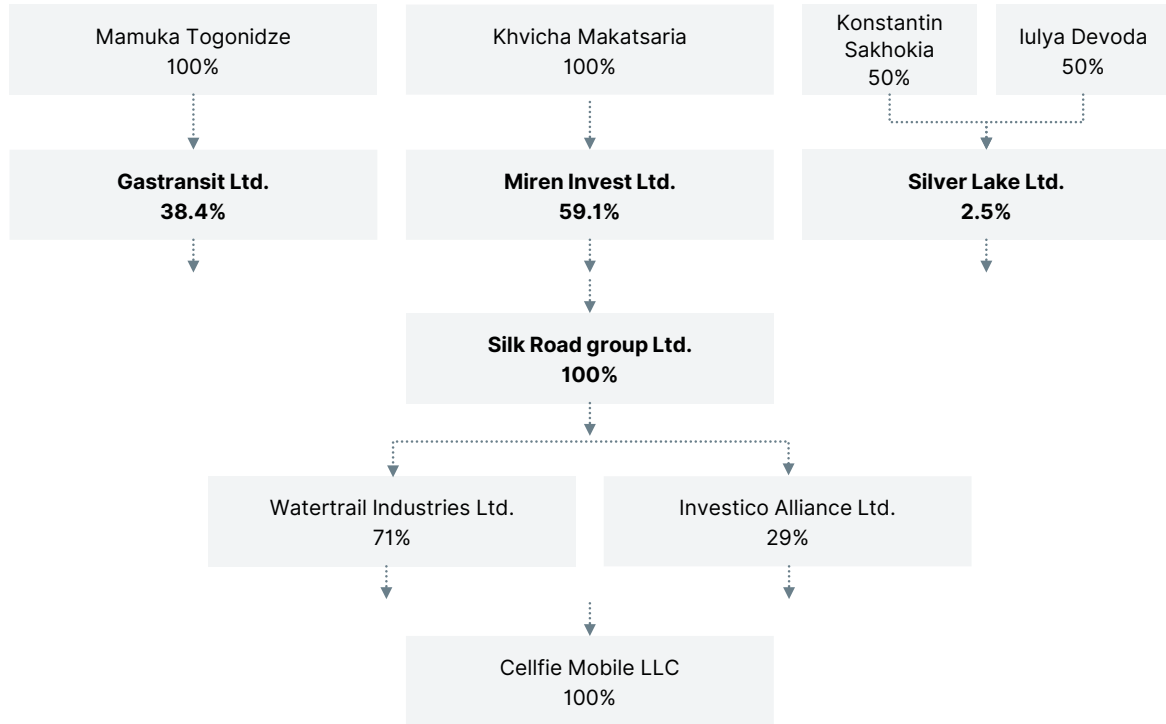 Mamuka Togonidze
100%
Khvicha Makatsaria
100%
Konstantin
Sakhokia
50%
Iulya Devoda
50%
Gastransit Ltd.
38.4%
Miren Invest Ltd.
59.1%
Silver Lake Ltd.
2.5%
Silk Road group Ltd.
100%
Watertrail Industries Ltd.
71%
Investico Alliance Ltd.
29%
Cellfie Mobile LLC
100%